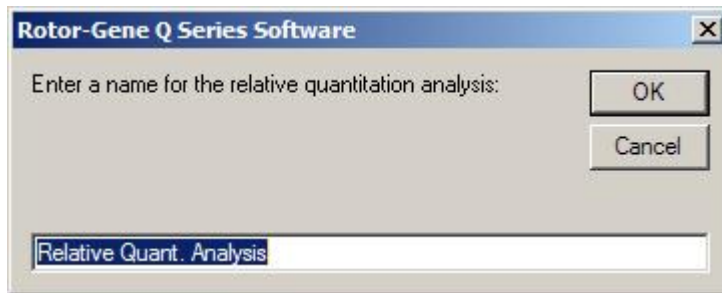 Rotor-Gene Q Series Software
Enter a name for the relative quantitation analysis:
OK
Cancel
Relative Quant. Analysis